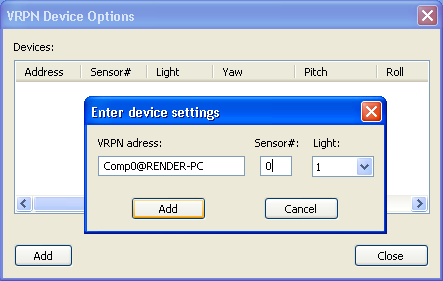 VRPN Device Options
Devices:
Address Sensor# Light Yaw Pitch Roll
Enter device settings
VRPN adress: Sensor#: Light:
Comp0@RENDER-PC 0 1
Add Cancel
Add Close